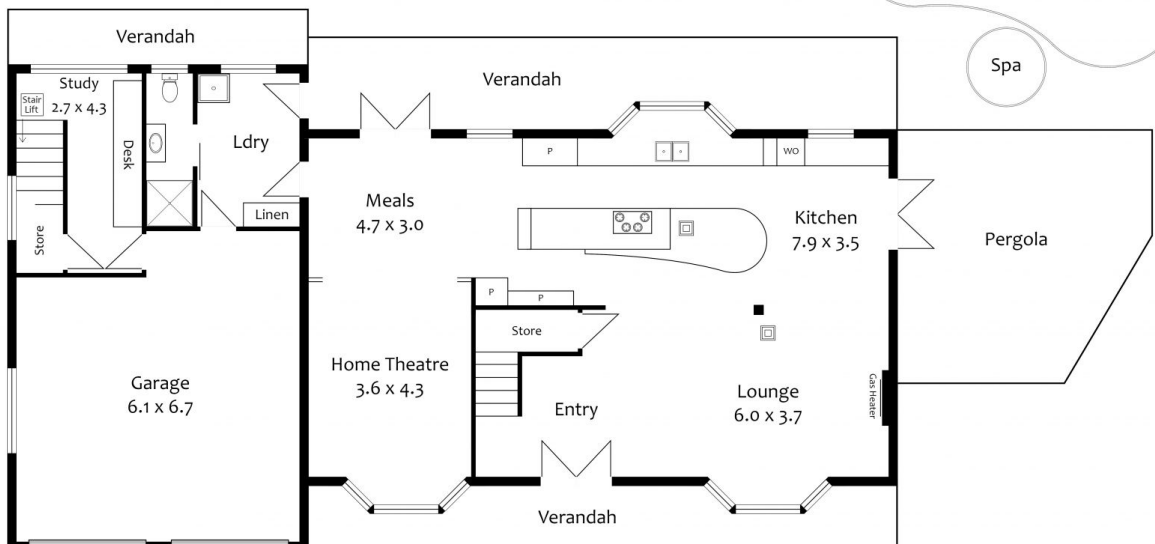 Verandah
Verandah
Spa
Study
2.7 x 4.3
Stair
Lift
Desk
Ldry
P
WO
Meals
4.7 x 3.0
Linen
Kitchen
7.9 x 3.5
Store
Pergola
P
P
Store
Home Theatre
3.6 x 4.3
Garage
6.1 x 6.7
Entry
Lounge
6.0 x 3.7
Gas Heater
Verandah